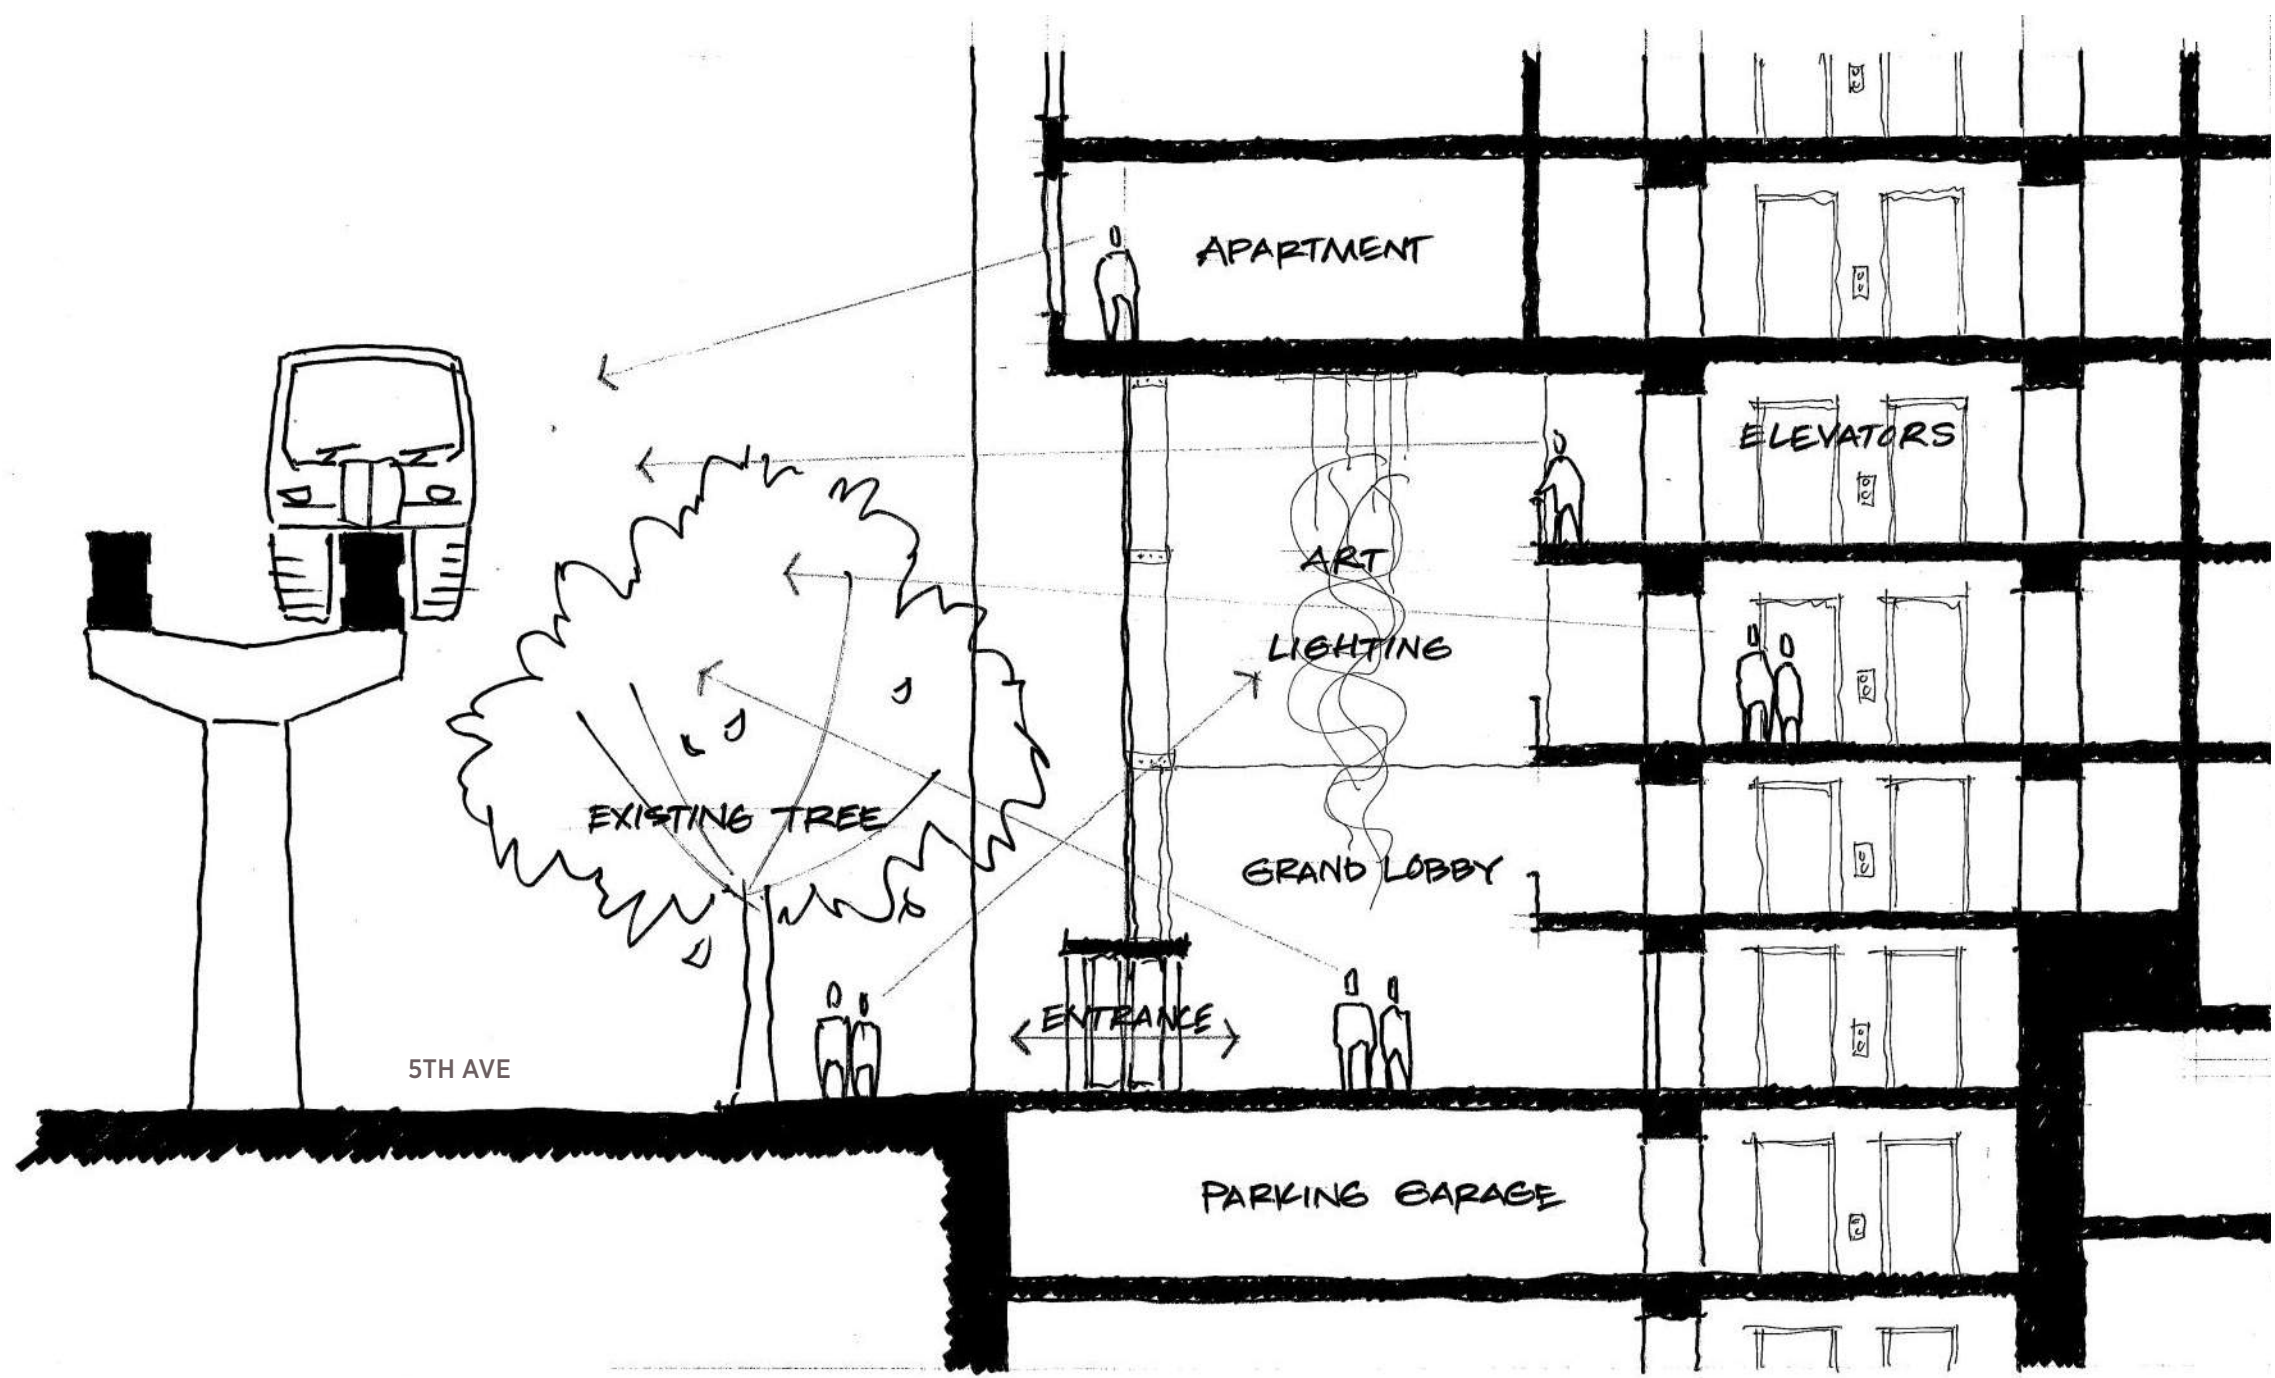 APARTMENT
ELEVATORS
ART
LIGHTING
EXISTING TREE
GRAND LOBBY
ENTRANCE
5TH AVE
PARKING GARAGE